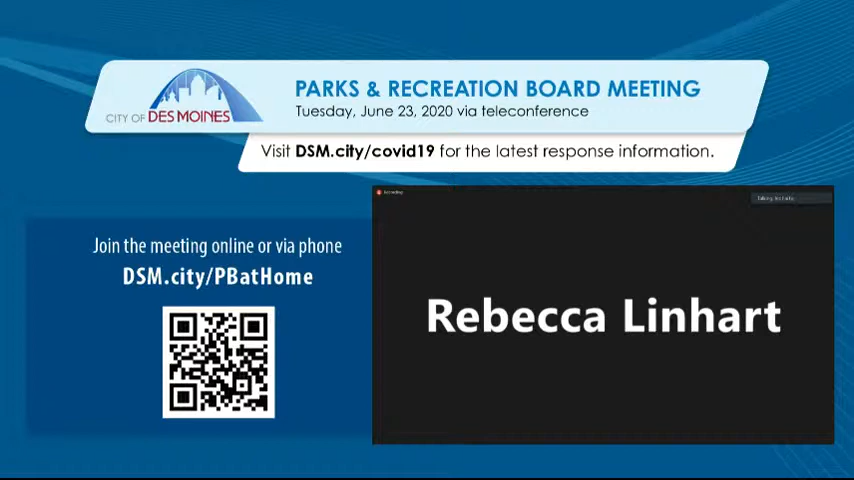 CITY OF DES MOINES
PARKS & RECREATION BOARD MEETING
Tuesday, June 23, 2020 via teleconference
Visit DSM.city/covid19 for the latest response information.
Join the meeting online or via phone
DSM.city/PBatHome
Recording
Rebecca Linhart